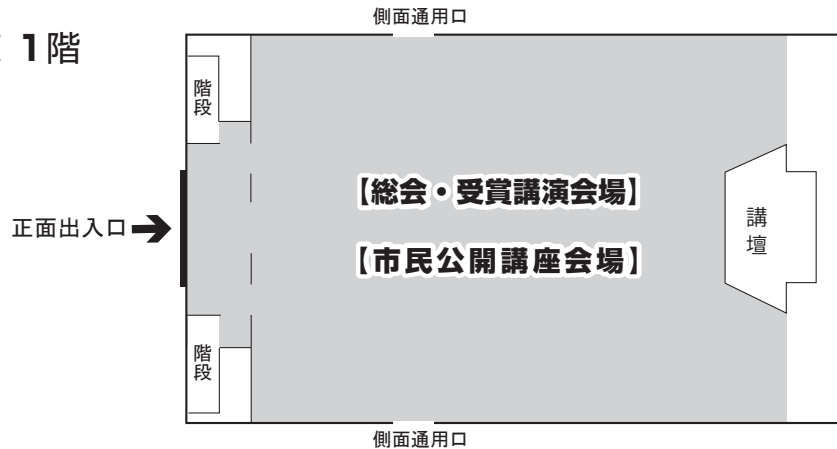 側面通用口
1階
階段
【総会・受賞講演会場】
正面出入口
講壇
【市民公開講座会場】
階段
側面通用口